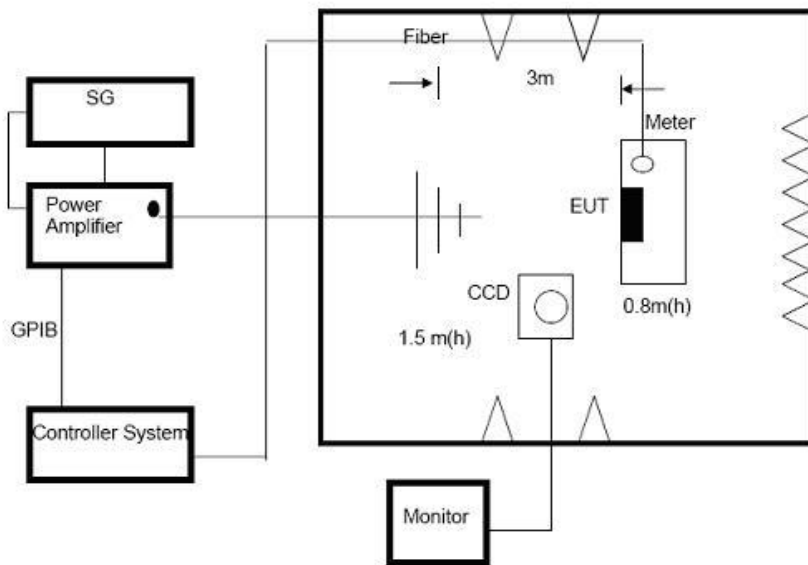 Fiber
3m
SG
Meter
Power
Amplifier
EUT
CCD
0.8m(h)
GPIB
1.5 m(h)
Controller System
Monitor